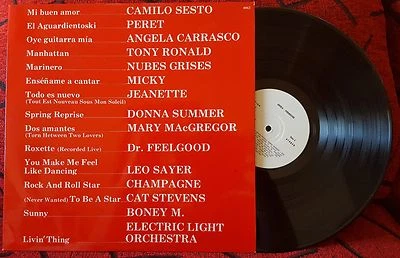 Mi buen amor CAMILO SESTO
El Aguardientoski PERET
Oye guitarra mía ANGELA CARRASCO
Manhattan TONY RONALD
Marinero NUBES GRISES
Enséñame a cantar MICKY
Todo es nuevo JEANETTE
(Tout Est Nouveau Sous Mon Soleil)
Spring Reprise DONNA SUMMER
Dos amantes MARY MacGREGOR
(Torn Between Two Lovers)
Roxette (Recorded Live) Dr. FEELGOOD
You Make Me Feel
Like Dancing LEO SAYER
Rock And Roll Star CHAMPAGNE
(Never Wanted) To Be A Star CAT STEVENS
Sunny BONEY M.
ELECTRIC LIGHT
Livin' Thing ORCHESTRA